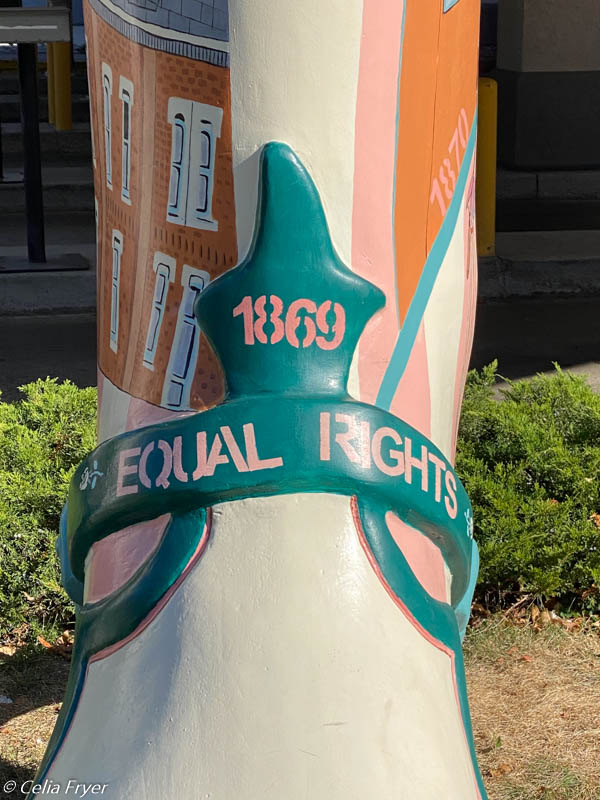 1870
1869
EQUAL RIGHTS
© Celia Fryer